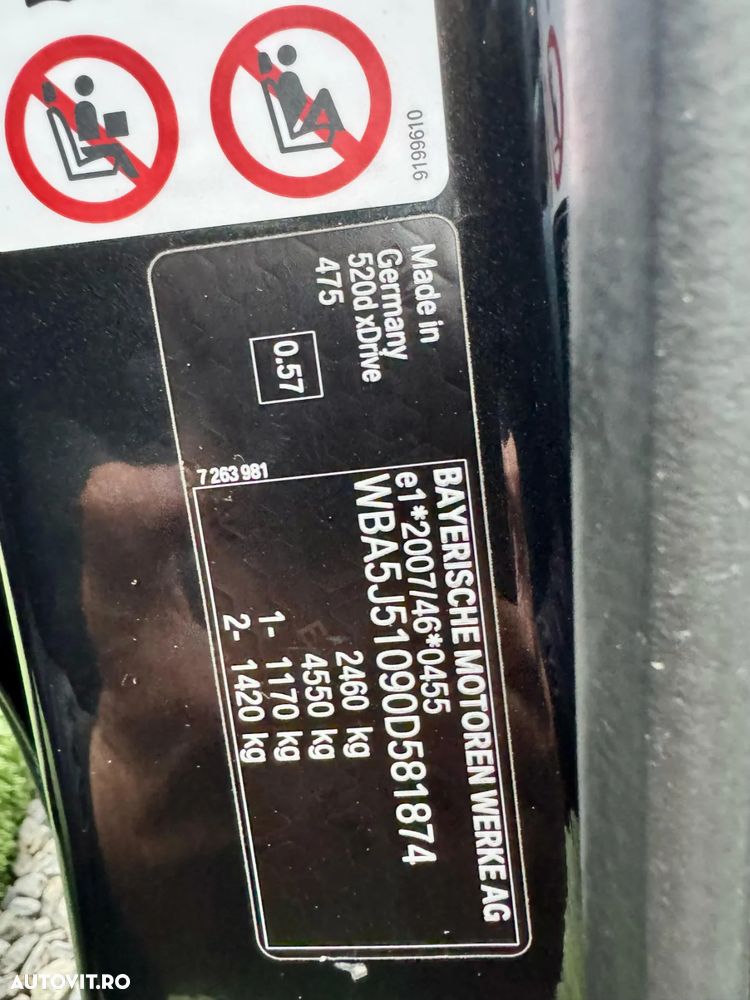 9199610
Made in
Germany
520d xDrive
475
0.57
7 263 981
BAYERISCHE MOTOREN WERKE AG
e1*2007/46*0455
WBA5J51090D581874
2460 kg
4550 kg
1- 1170 kg
2- 1420 kg
AUTOVIT.RO